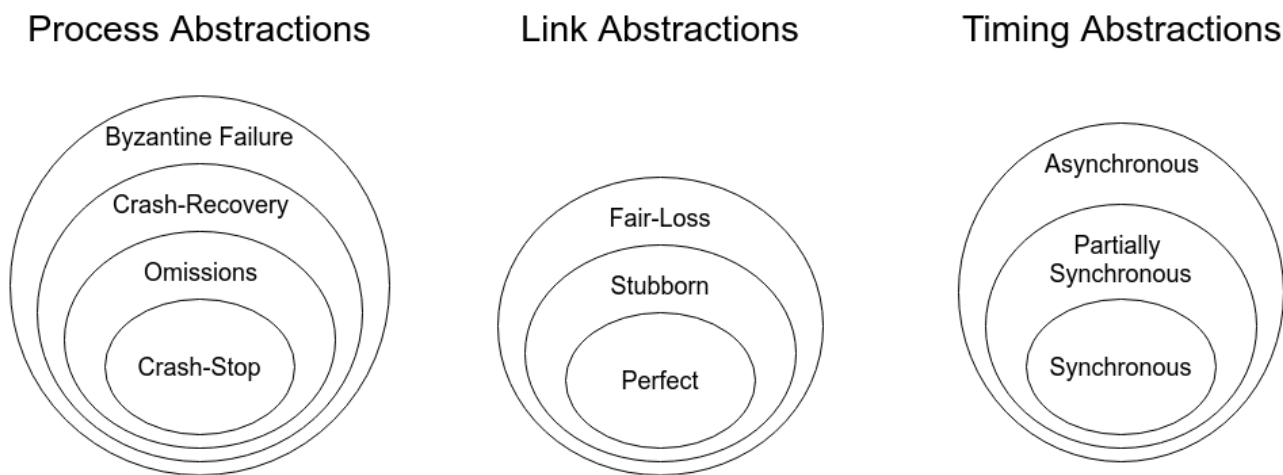 Process Abstractions
Byzantine Failure
Crash-Recovery
Omissions
Crash-Stop
Link Abstractions
Fair-Loss
Stubborn
Perfect
Timing Abstractions
Asynchronous
Partially
Synchronous
Synchronous